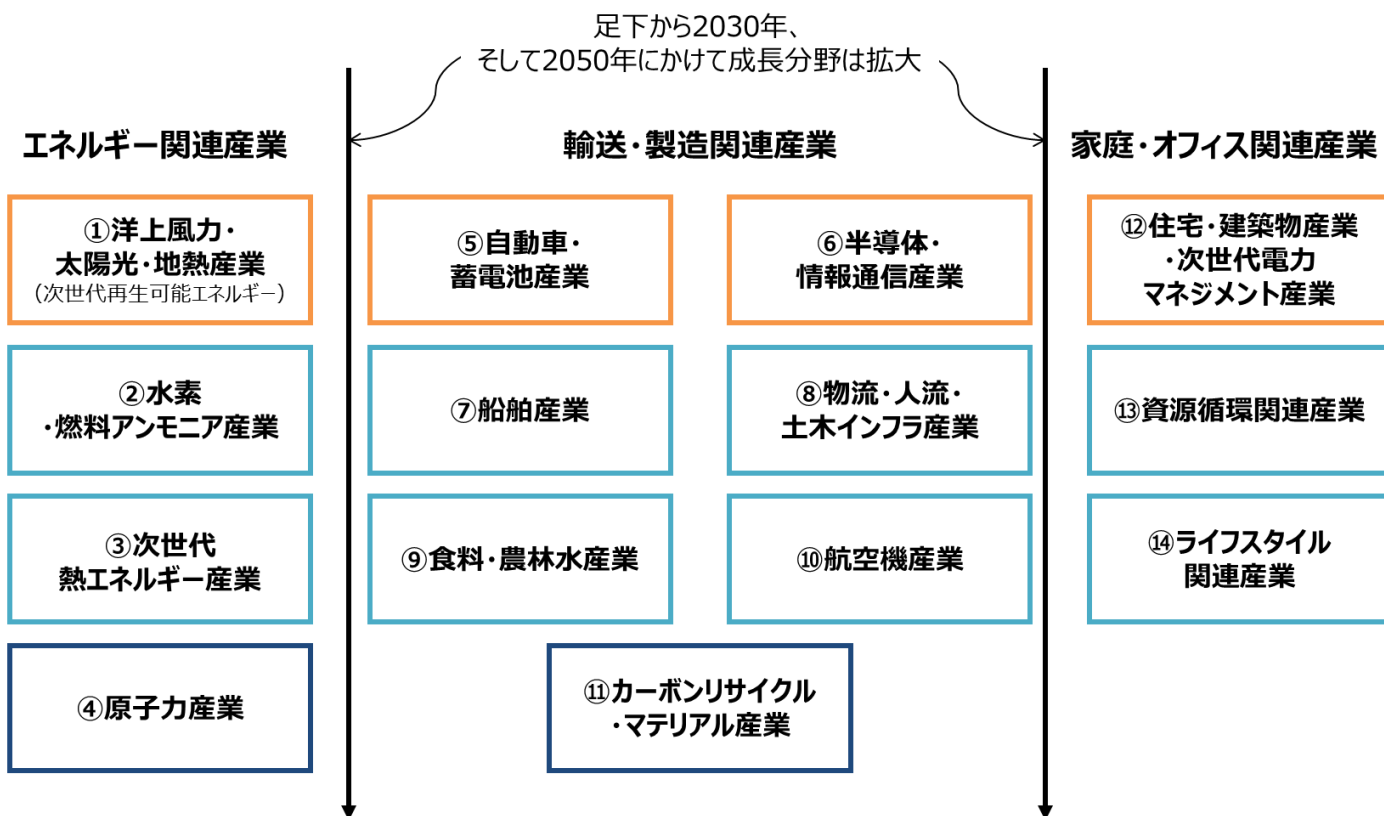 足下から2030年、
そして2050年にかけて成長分野は拡大
エネルギー関連産業
輸送・製造関連産業
家庭・オフィス関連産業
①洋上風力・
太陽光・地熱産業
（次世代再生可能エネルギー）
②水素
・燃料アンモニア産業
③次世代
熱エネルギー産業
④原子力産業
⑤自動車・
蓄電池産業
⑥半導体・
情報通信産業
⑦船舶産業
⑧物流・人流・
土木インフラ産業
⑨食料・農林水産業
⑩航空機産業
⑪カーボンリサイクル
・マテリアル産業
⑫住宅・建築物産業
・次世代電力
マネジメント産業
⑬資源循環関連産業
⑭ライフスタイル
関連産業